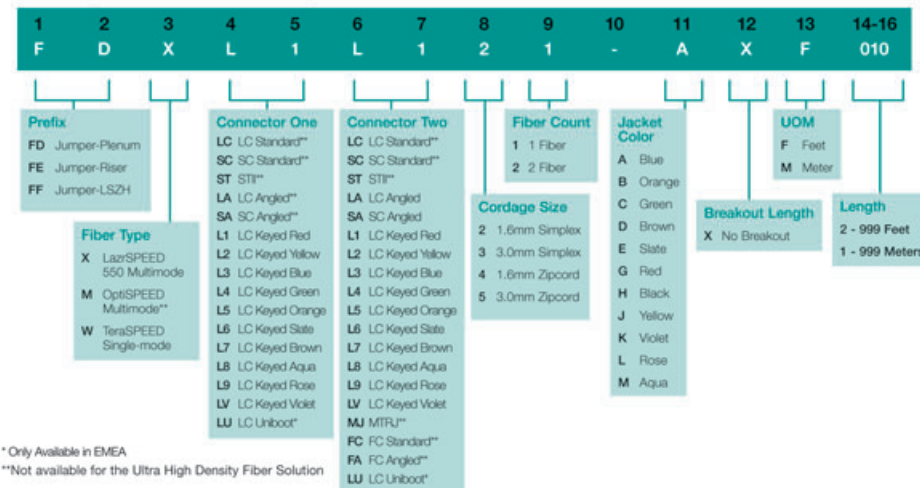 1 2 3 4 5 6 7 8 9 10 11 12 13 14-16
F D X L 1 L 1 2 1 - A X F 010
Prefix
FD Jumper-Plenum
FE Jumper-Riser
FF Jumper-LSZH
Fiber Type
X LazrSPEED
550 Multimode
M OptiSPEED
Multimode**
W TeraSPEED
Single-mode
Connector One
LC LC Standard**
SC SC Standard**
ST STII**
LA LC Angled**
SA SC Angled**
L1 LC Keyed Red
L2 LC Keyed Yellow
L3 LC Keyed Blue
L4 LC Keyed Green
L5 LC Keyed Orange
L6 LC Keyed Slate
L7 LC Keyed Brown
L8 LC Keyed Aqua
L9 LC Keyed Rose
LV LC Keyed Violet
LU LC Uniboot*
Connector Two
LC LC Standard**
SC SC Standard**
ST STII**
LA LC Angled
SA SC Angled
L1 LC Keyed Red
L2 LC Keyed Yellow
L3 LC Keyed Blue
L4 LC Keyed Green
L5 LC Keyed Orange
L6 LC Keyed Slate
L7 LC Keyed Brown
L8 LC Keyed Aqua
L9 LC Keyed Rose
LV LC Keyed Violet
MJ MTRJ**
FC FC Standard**
FA FC Angled**
LU LC Uniboot*
Fiber Count
1 1 Fiber
2 2 Fiber
Cordage Size
2 1.6mm Simplex
3 3.0mm Simplex
4 1.6mm Zipcord
5 3.0mm Zipcord
Jacket
Color
A Blue
B Orange
C Green
D Brown
E Slate
G Red
H Black
J Yellow
K Violet
L Rose
M Aqua
Breakout Length
X No Breakout
UOM
F Feet
M Meter
Length
2 - 999 Feet
1 - 999 Meters
* Only Available in EMEA
**Not available for the Ultra High Density Fiber Solution